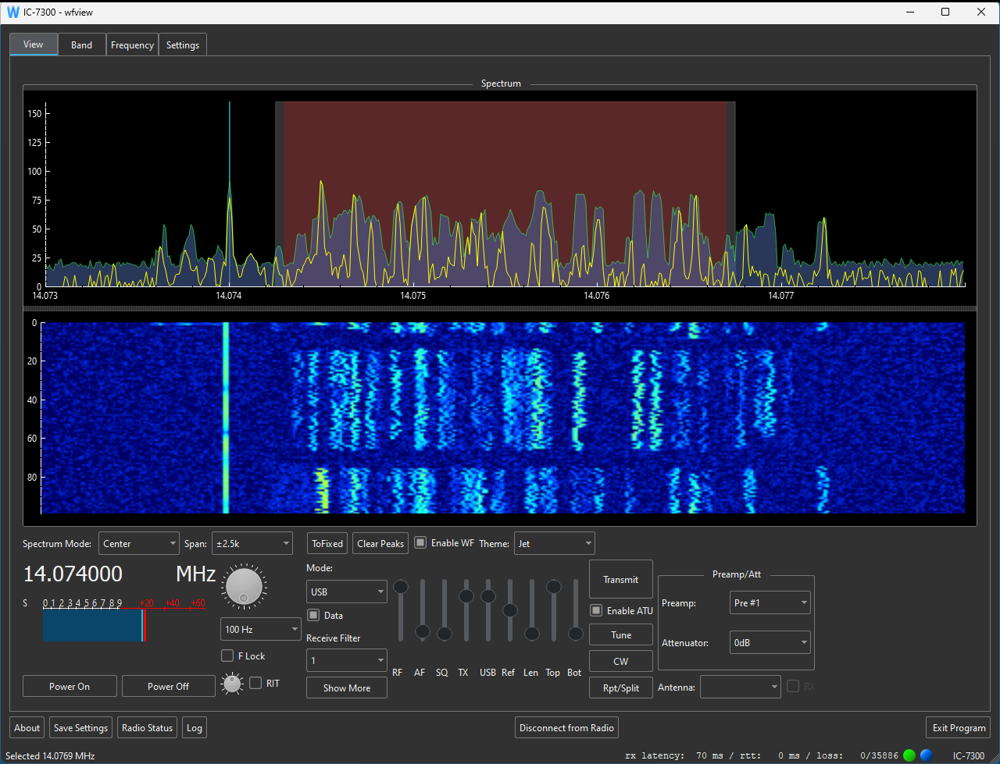 IC-7300 - wfview
View Band Frequency Settings
Spectrum
150
125
100
75
50
25
0
14.073 14.074 14.075 14.076 14.077
0
20
40
60
80
Spectrum Mode: Center Span: ±2.5k ToFixed Clear Peaks Enable WF Theme: Jet
14.074000 MHz
S 0 1 2 3 4 5 6 7 8 9 +20 +40 +60
100 Hz
F Lock
RIT
Power On Power Off
Mode:
USB
Data
Receive Filter
1
Show More
RF AF SQ TX USB Ref Len Top Bot
Transmit
Enable ATU
Tune
CW
Rpt/Split
Preamp/Att
Preamp: Pre #1
Attenuator: 0dB
Antenna: RX
About Save Settings Radio Status Log Disconnect from Radio Exit Program
Selected 14.0769 MHz rx latency: 70 ms / rtt: 0 ms / loss: 0/35886 IC-7300